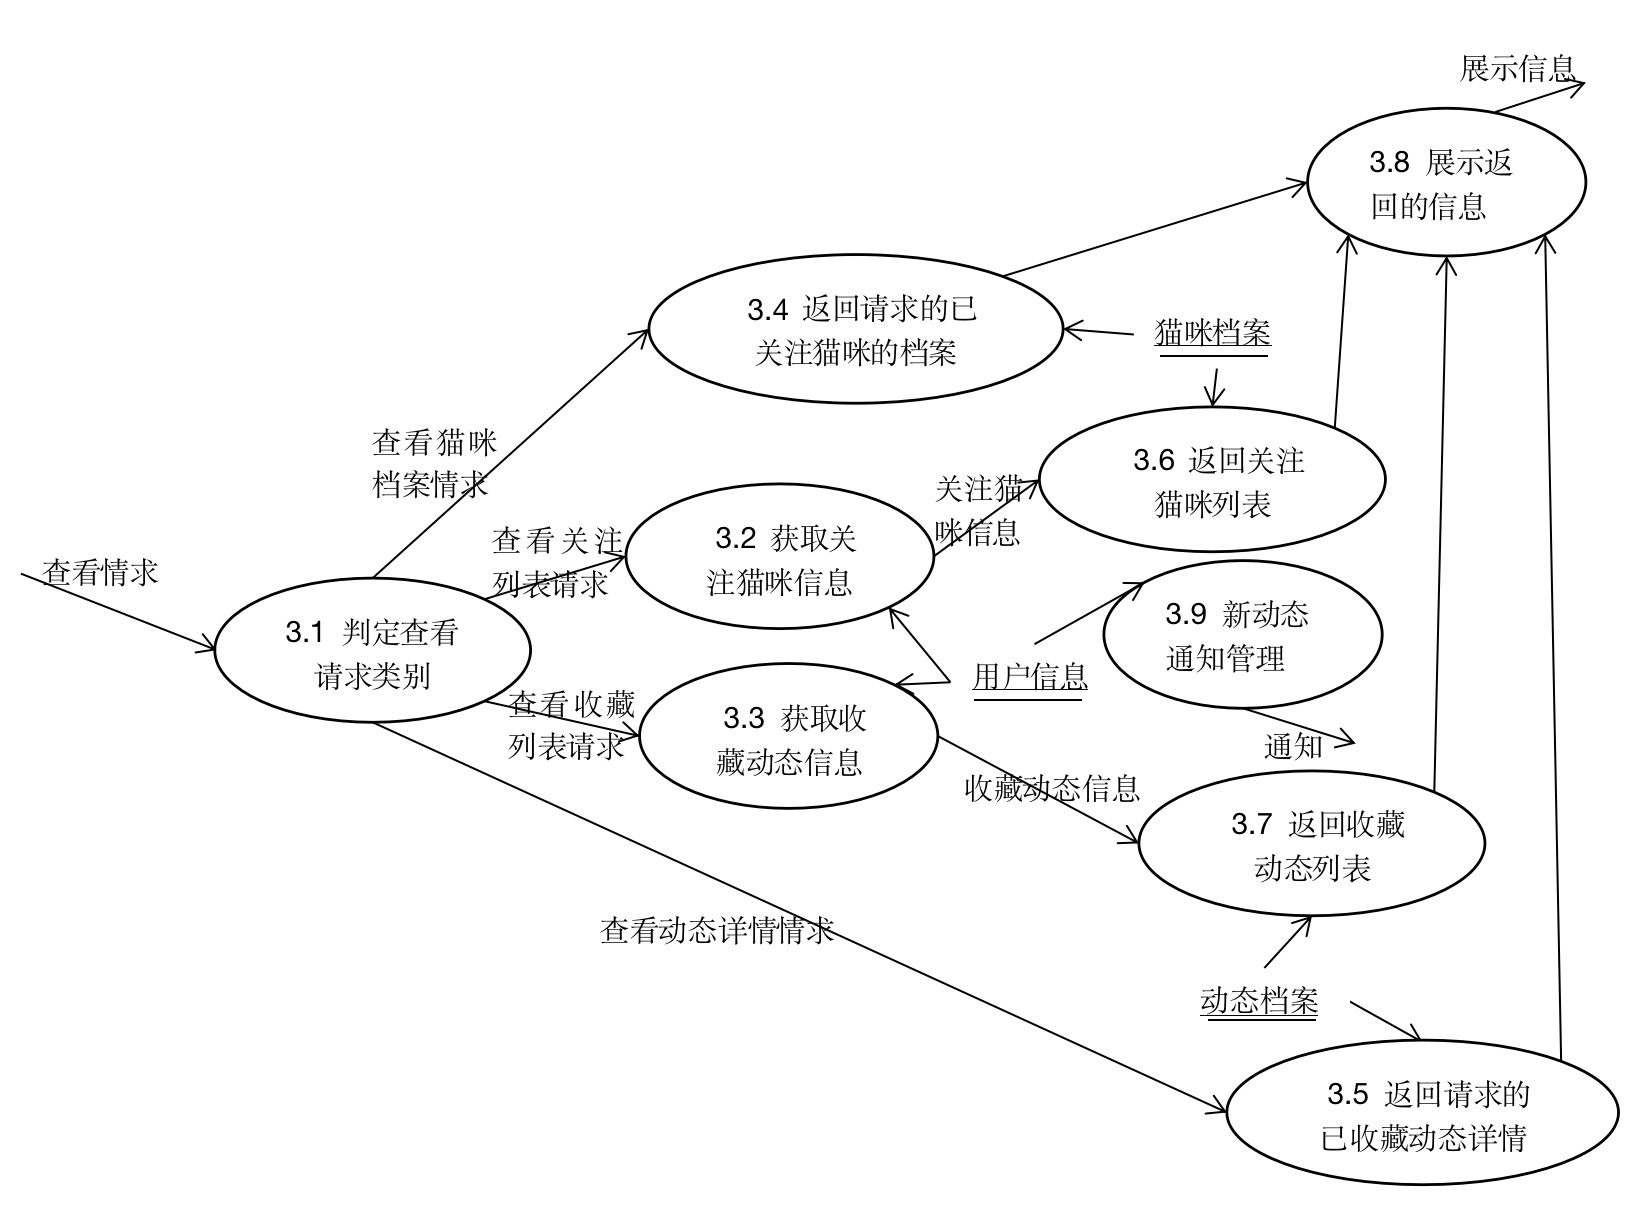 展示信息
3.8 展示返
回的信息
3.4 返回请求的已
关注猫咪的档案
猫咪档案
查看猫咪
档案情求
3.6 返回关注
猫咪列表
关注猫
咪信息
查看关注
列表请求
3.2 获取关
注猫咪信息
查看情求
3.1 判定查看
请求类别
3.9 新动态
通知管理
用户信息
查看收藏
列表请求
3.3 获取收
藏动态信息
通知
收藏动态信息
3.7 返回收藏
动态列表
查看动态详情情求
动态档案
3.5 返回请求的
已收藏动态详情